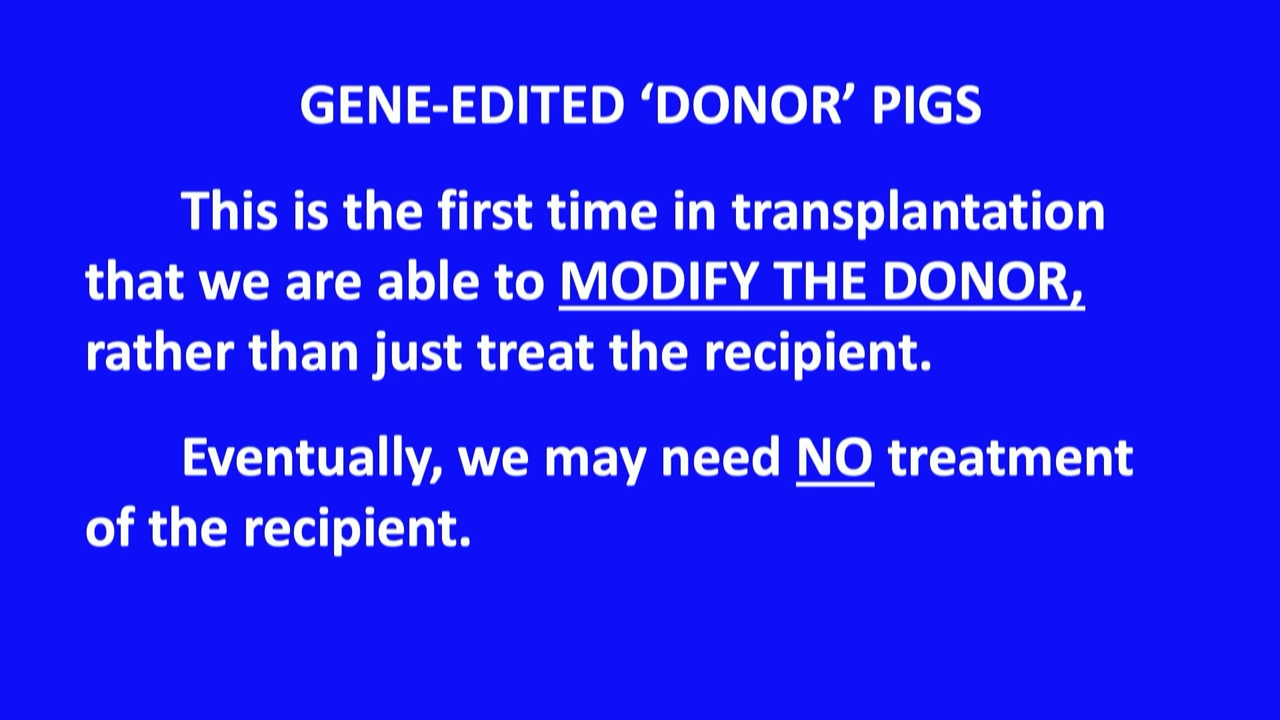 GENE-EDITED ‘DONOR’ PIGS
This is the first time in transplantation
that we are able to MODIFY THE DONOR,
rather than just treat the recipient.
Eventually, we may need NO treatment
of the recipient.